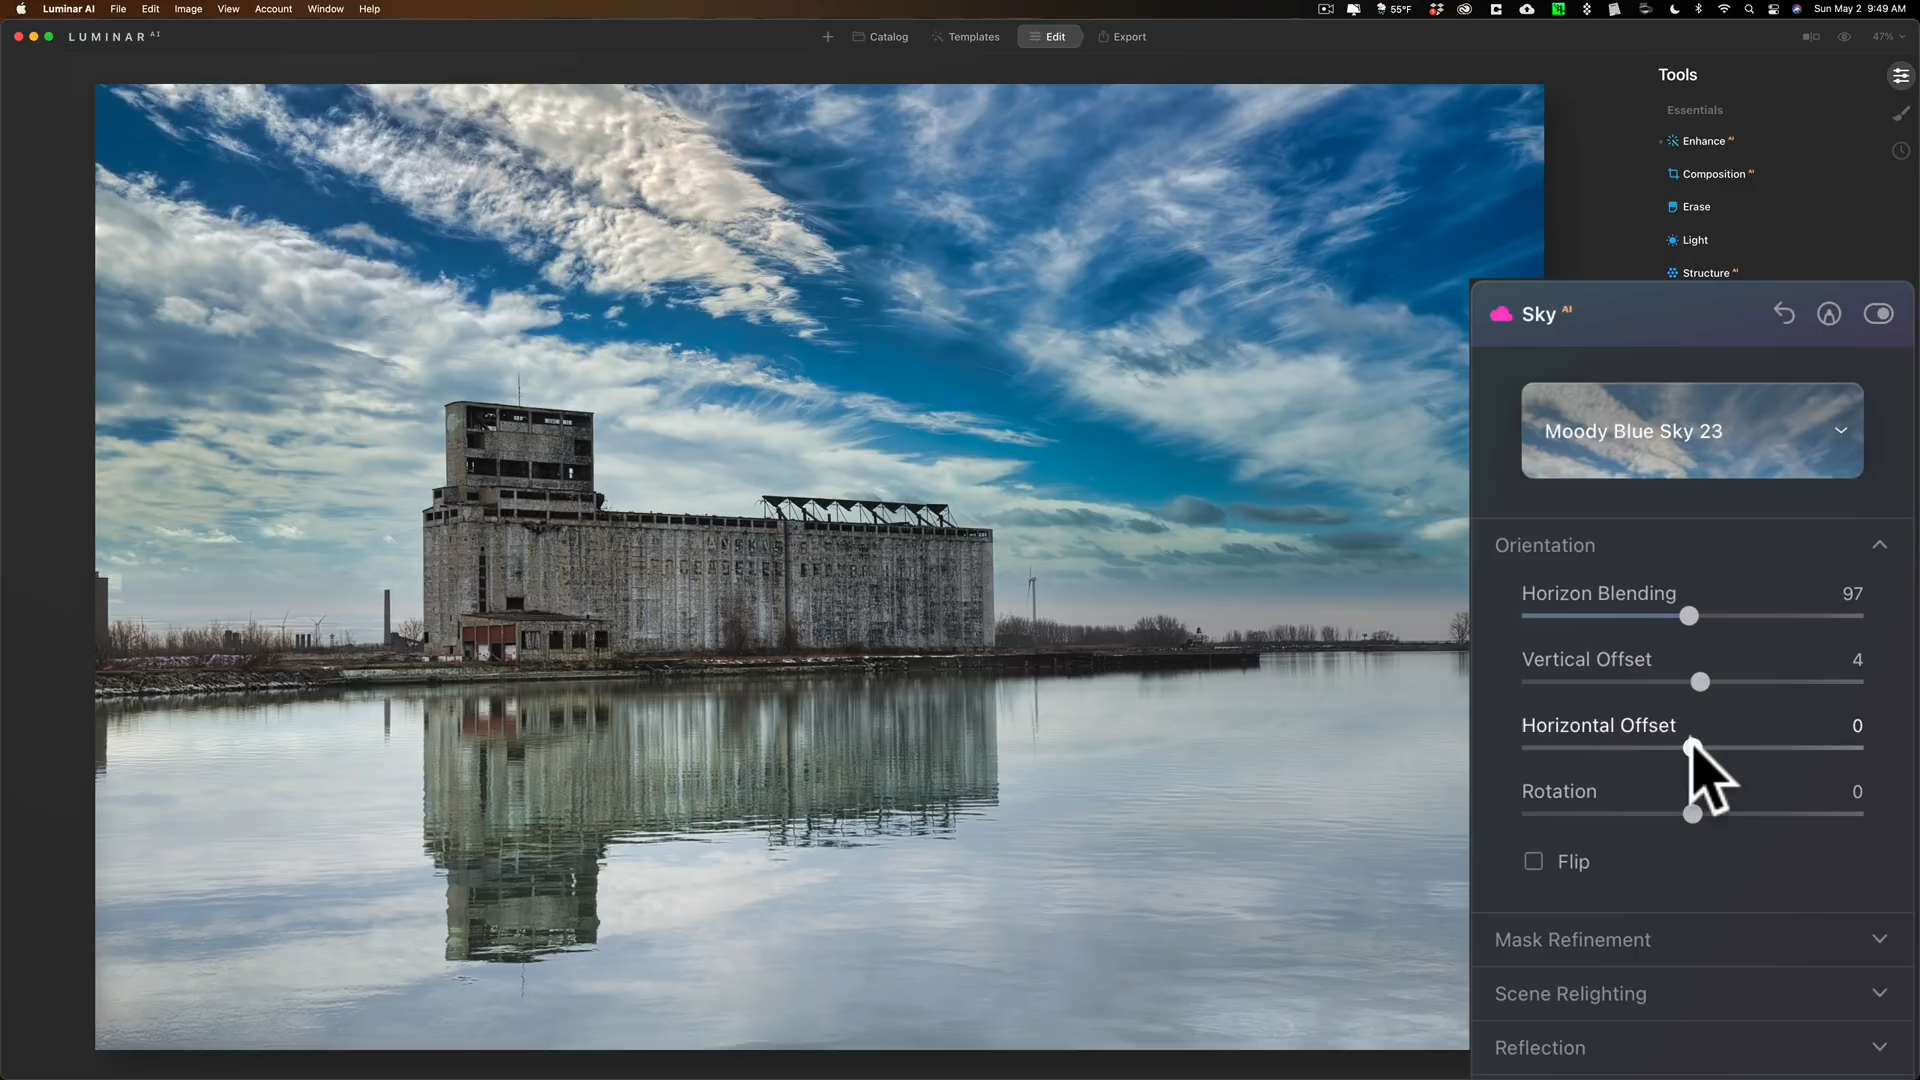 Luminar AI File Edit Image View Account Window Help 55°F Sun May 2 9:49 AM
LUMINAR AI + Catalog Templates Edit Export 47%
Tools
Essentials
Enhance AI
Composition AI
Erase
Light
Structure AI
Sky AI
Moody Blue Sky 23
Orientation
Horizon Blending 97
Vertical Offset 4
Horizontal Offset 0
Rotation 0
Flip
Mask Refinement
Scene Relighting
Reflection